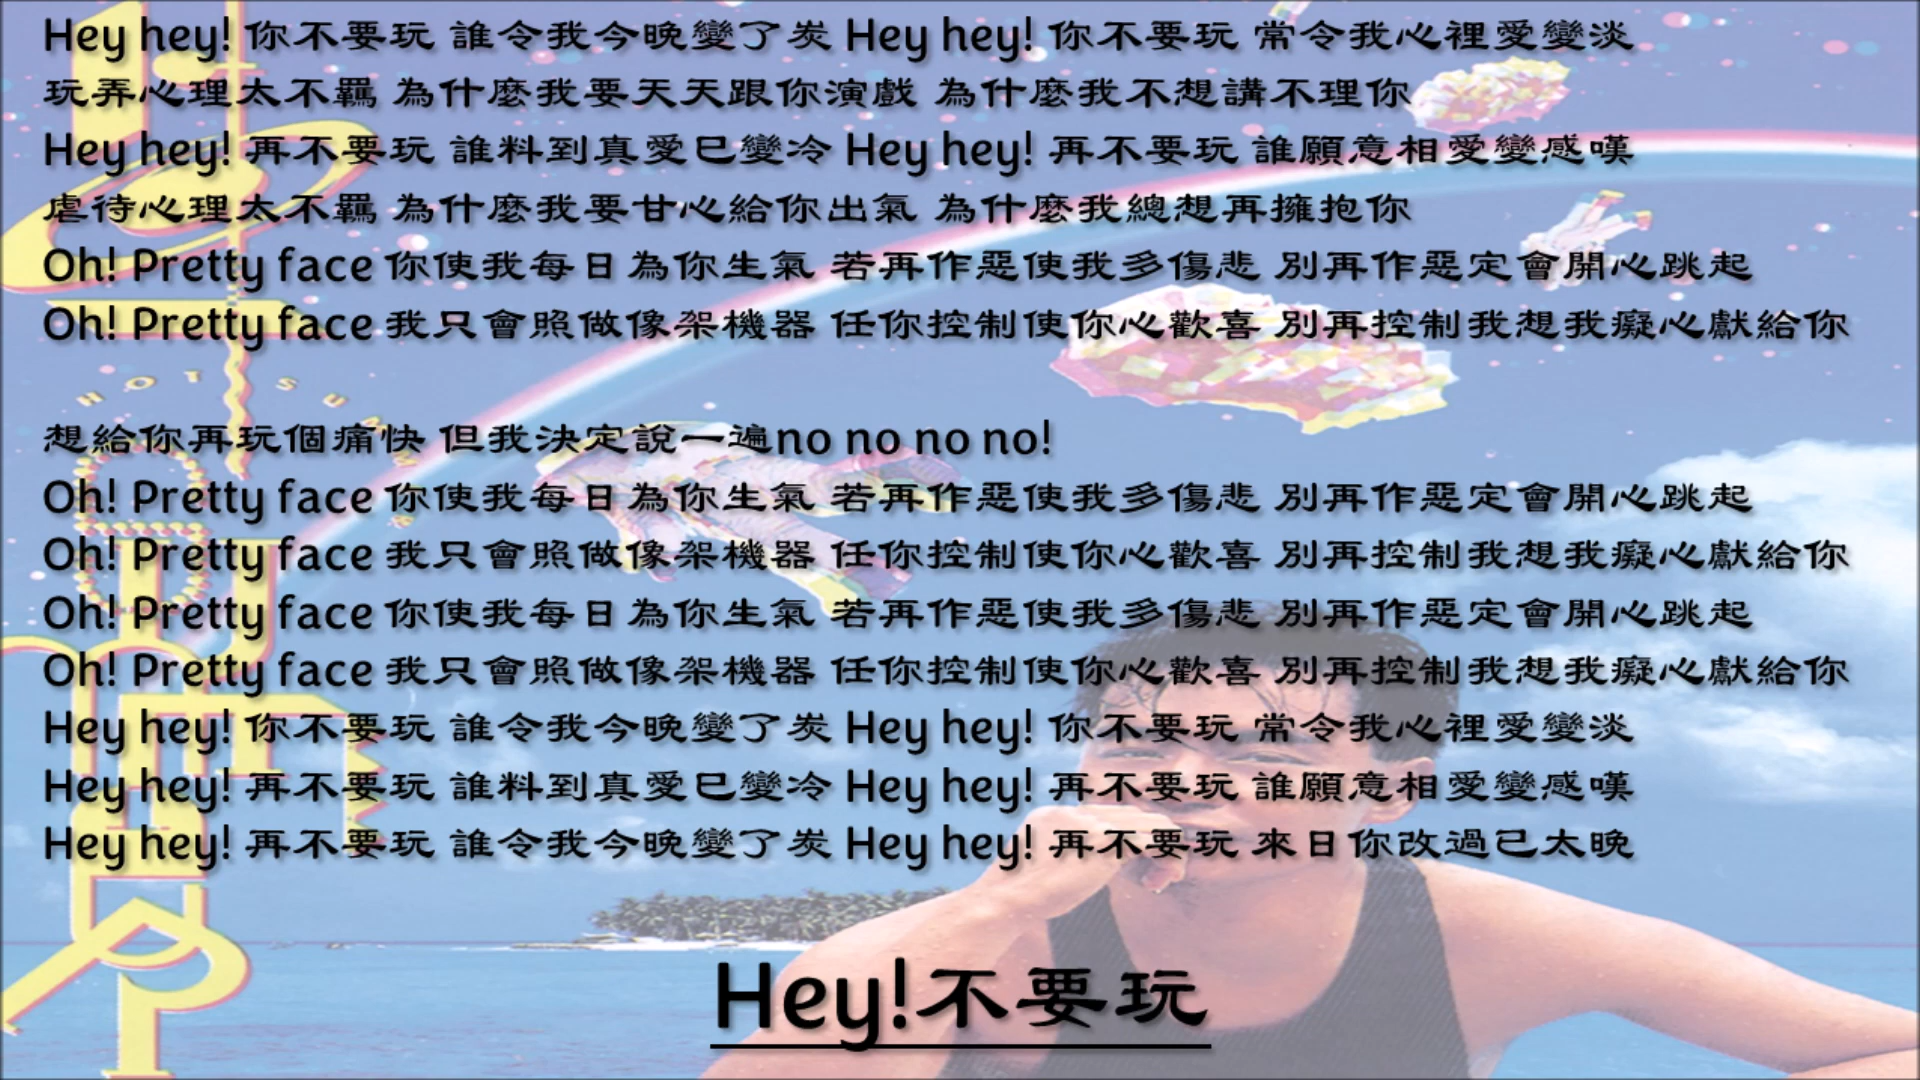 Hey hey! 你不要玩 誰令我今晚變了炭 Hey hey! 你不要玩 常令我心裡愛變淡
玩弄心理太不羈 為什麼我要天天跟你演戲 為什麼我不想講不理你
Hey hey! 再不要玩 誰料到真愛已變冷 Hey hey! 再不要玩 誰願意相愛變感嘆
虐待心理太不羈 為什麼我要甘心給你出氣 為什麼我總想再擁抱你
Oh! Pretty face 你使我每日為你生氣 若再作惡使我多傷悲 別再作惡定會開心跳起
Oh! Pretty face 我只會照做像架機器 任你控制使你心歡喜 別再控制我想我癡心獻給你
想給你再玩個痛快 但我決定說一遍no no no no!
Oh! Pretty face 你使我每日為你生氣 若再作惡使我多傷悲 別再作惡定會開心跳起
Oh! Pretty face 我只會照做像架機器 任你控制使你心歡喜 別再控制我想我癡心獻給你
Oh! Pretty face 你使我每日為你生氣 若再作惡使我多傷悲 別再作惡定會開心跳起
Oh! Pretty face 我只會照做像架機器 任你控制使你心歡喜 別再控制我想我癡心獻給你
Hey hey! 你不要玩 誰令我今晚變了炭 Hey hey! 你不要玩 常令我心裡愛變淡
Hey hey! 再不要玩 誰料到真愛已變冷 Hey hey! 再不要玩 誰願意相愛變感嘆
Hey hey! 再不要玩 誰令我今晚變了炭 Hey hey! 再不要玩 來日你改過已太晚
Hey!不要玩